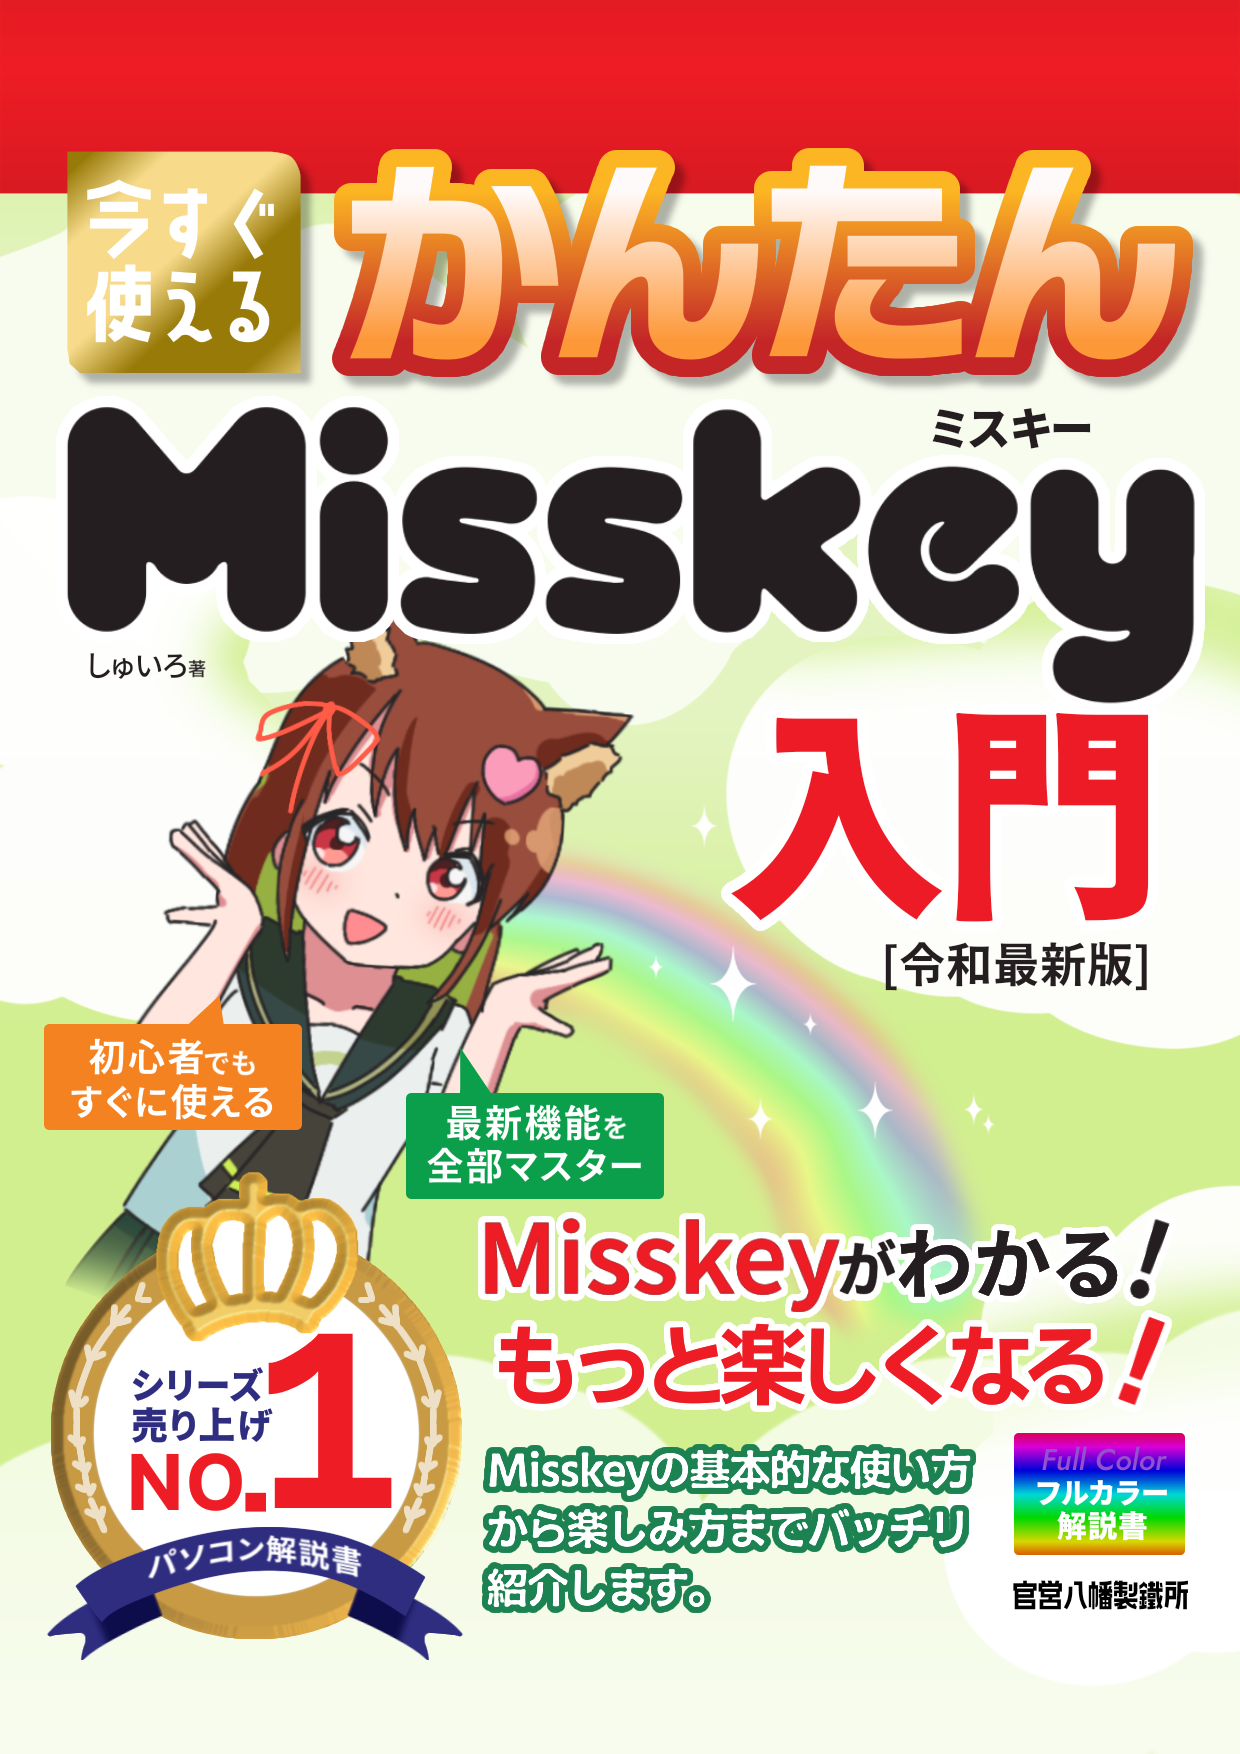 今すぐ
使える
かんたん
ミスキー
Misskey
しゅいろ著
入門
[令和最新版]
初心者でも
すぐに使える
最新機能を
全部マスター
Misskeyがわかる!
もっと楽しくなる!
シリーズ
売り上げ
NO.1
パソコン解説書
Misskeyの基本的な使い方
から楽しみ方までバッチリ
紹介します。
Full Color
フルカラー
解説書
官営八幡製鐵所